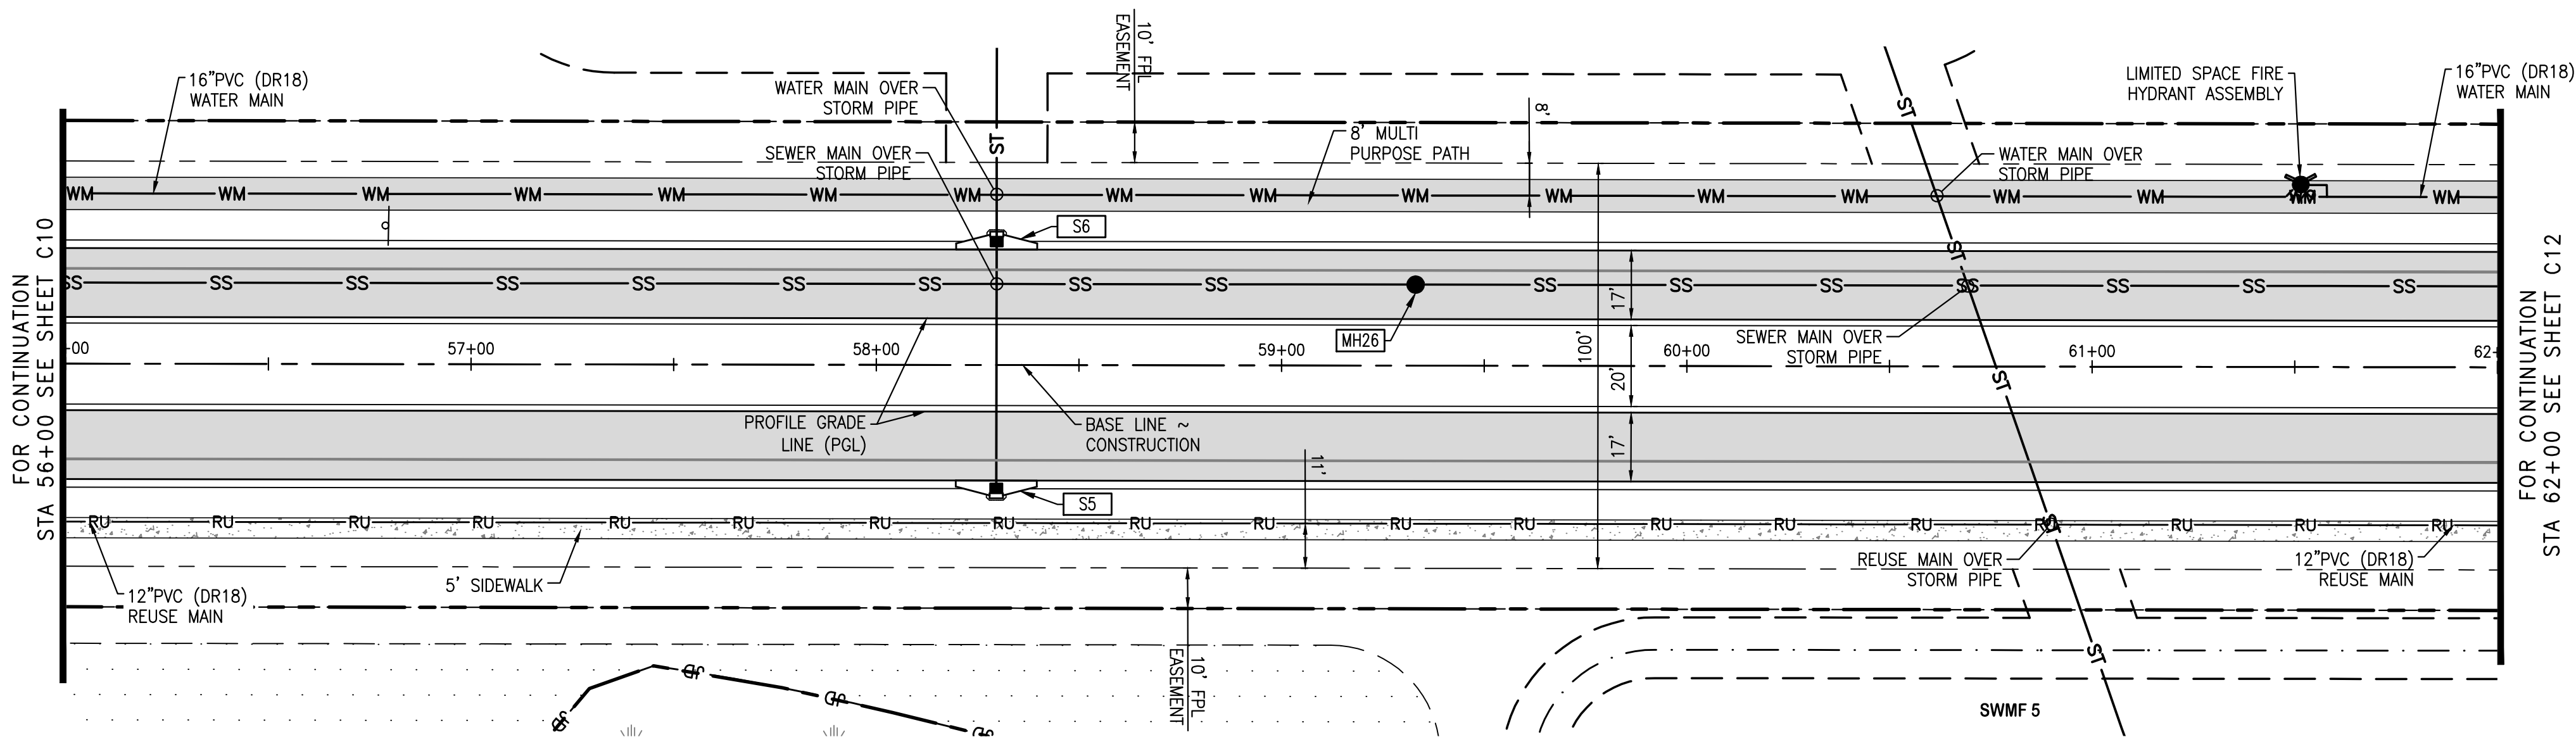 10' FPL
EASEMENT
16"PVC (DR18)
WATER MAIN
WATER MAIN OVER
STORM PIPE
SEWER MAIN OVER
STORM PIPE
8' MULTI
PURPOSE PATH
8'
LIMITED SPACE FIRE
HYDRANT ASSEMBLY
16"PVC (DR18)
WATER MAIN
WATER MAIN OVER
STORM PIPE
ST
ST
WM WM WM WM WM WM WM WM WM WM WM WM WM WM WM WM WM
S6
ST
FOR CONTINUATION
STA 56+00 SEE SHEET C10
SS SS SS SS SS SS SS SS SS SS SS SS SS SS SS SS
17'
MH26
SEWER MAIN OVER
STORM PIPE
-00 57+00 58+00 59+00 60+00 61+00 62+
100'
20'
ST
PROFILE GRADE
LINE (PGL)
BASE LINE ~
CONSTRUCTION
17'
11'
S5
FOR CONTINUATION
STA 62+00 SEE SHEET C12
RU RU RU RU RU RU RU RU RU RU RU RU RU RU RU RU RU RU RU RU
ST
5' SIDEWALK
12"PVC (DR18)
REUSE MAIN
REUSE MAIN OVER
STORM PIPE
12"PVC (DR18)
REUSE MAIN
10' FPL
EASEMENT
ST
SWMF 5